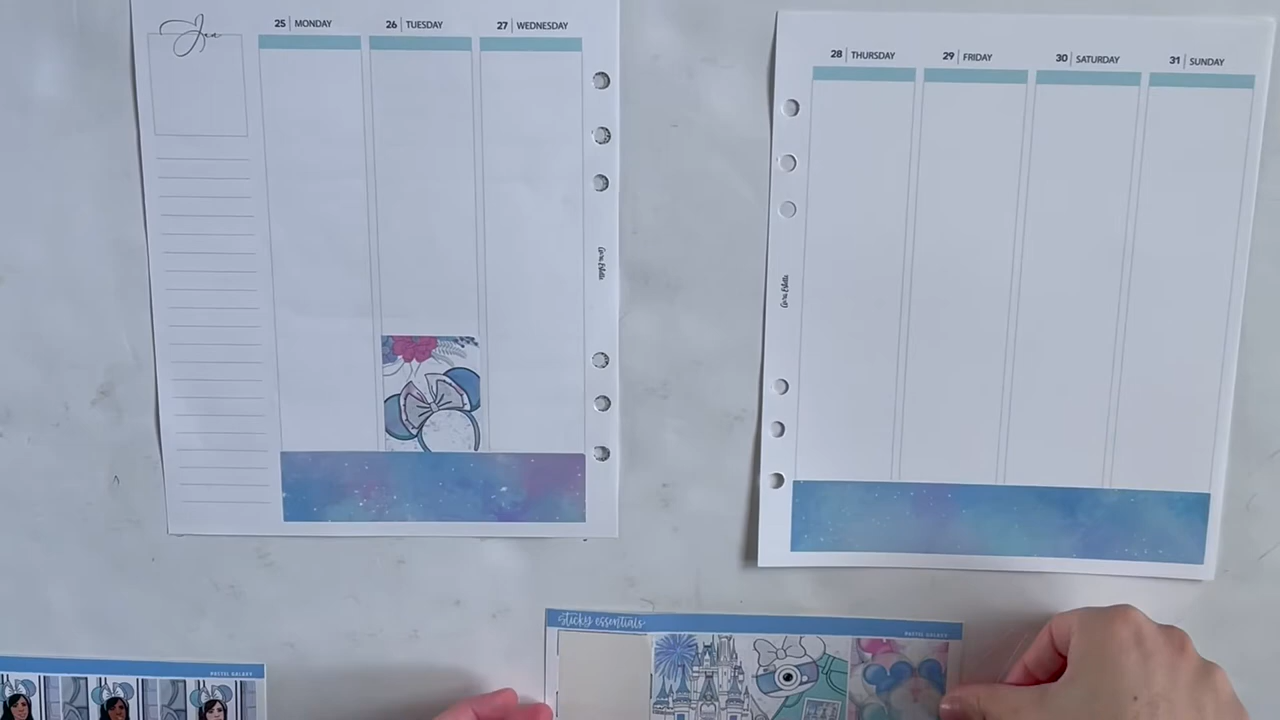 Jan
25 MONDAY
26 TUESDAY
27 WEDNESDAY
28 THURSDAY
29 FRIDAY
30 SATURDAY
31 SUNDAY
sticky essentials
PASTEL GALAXY
PASTEL GALAXY